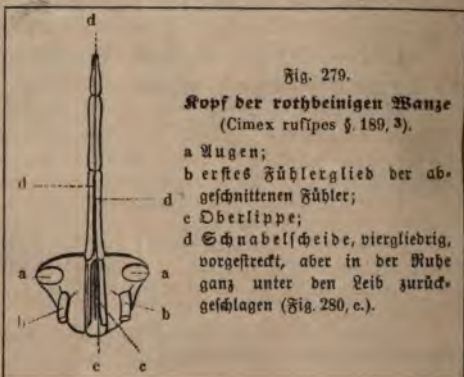 d
Fig. 279.
Kopf der rothbeinigen Wanze
(Cimex rufipes §. 189, 3).
a Augen;
b erstes Fühlerglied der ab-
geschnittenen Fühler;
c Oberlippe;
d Schnabelscheide, viergliedrig,
vorgestreckt, aber in der Ruhe
ganz unter den Leib zurück-
geschlagen (Fig. 280, c.).
d
d
a
a
b
b
c
e